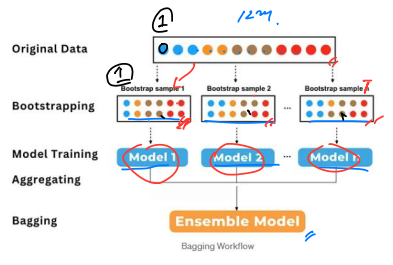 1 12m.
Original Data
1
Bootstrap sample 1 Bootstrap sample 2 Bootstrap sample n
Bootstrapping ... ...
Model Training Model 1 Model 2 ... Model n
Aggregating
Bagging Ensemble Model
Bagging Workflow